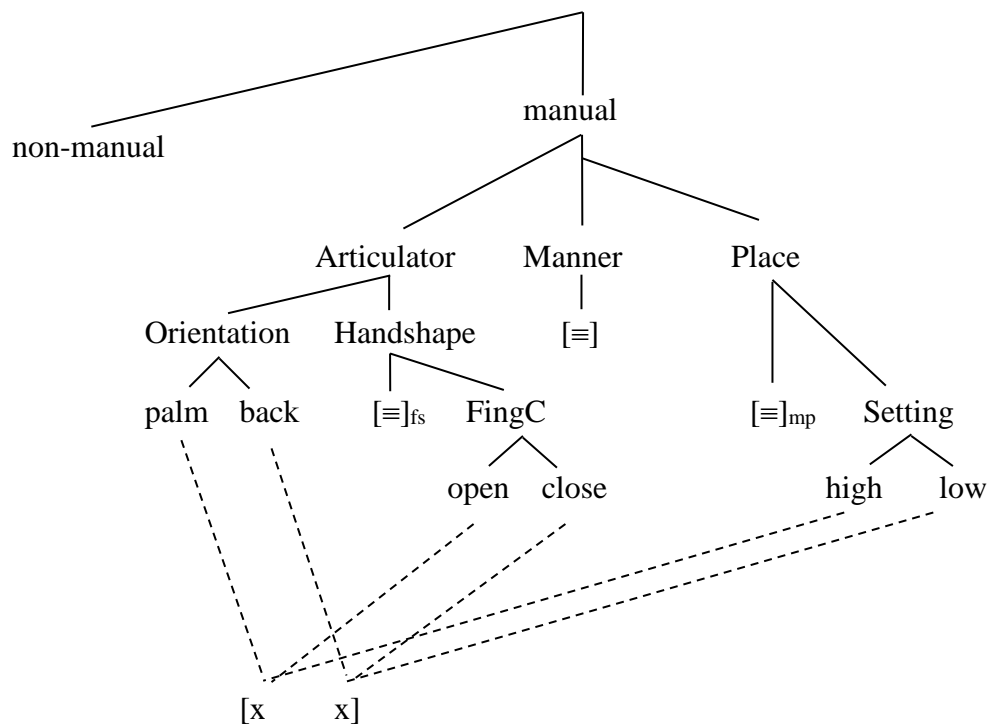 manual
non-manual
Articulator Manner Place
Orientation Handshape [≡]
palm back [≡]fs FingC [≡]mp Setting
open close high low
[x x]